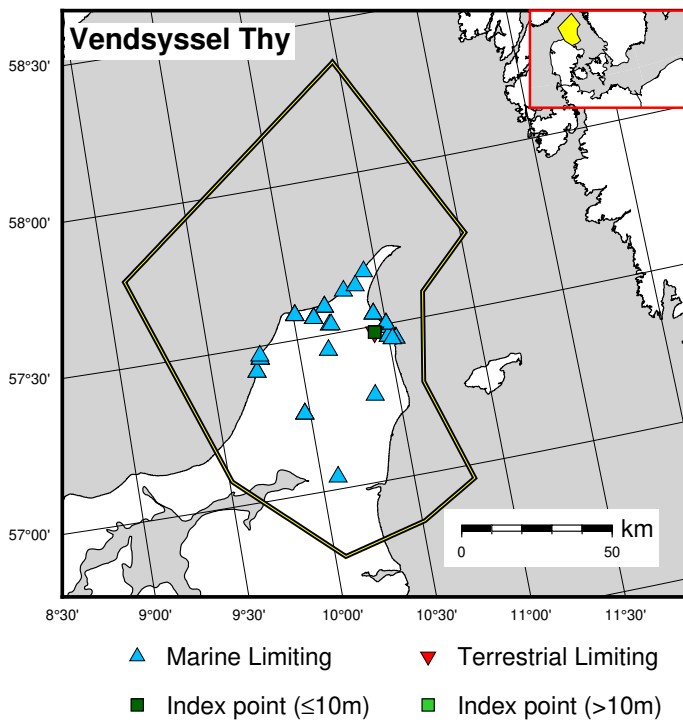 Vendsyssel Thy
58°30'
58°00'
57°30'
57°00'
km
0 50
8°30' 9°00' 9°30' 10°00' 10°30' 11°00' 11°30'
Marine Limiting Terrestrial Limiting
Index point (≤10m) Index point (>10m)